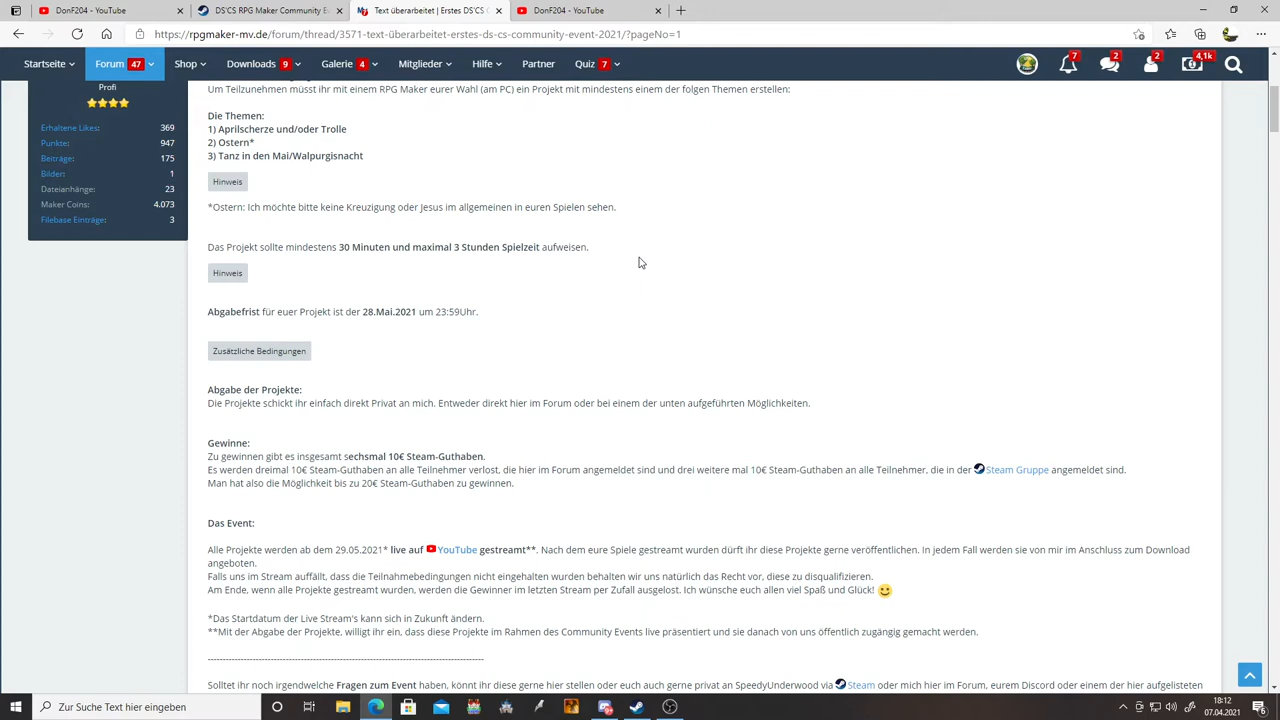 DonF204 - YouTube
DS'CS RPG Maker Community Ev
Text überarbeitet | Erstes DS'CS C
DonF204 - YouTube
https://rpgmaker-mv.de/forum/thread/3571-text-überarbeitet-erstes-ds-cs-community-event-2021/?pageNo=1
Startseite Forum 47 Shop Downloads 9 Galerie 4 Mitglieder Hilfe Partner Quiz 7 7 2 2 4,1k
Profi
Erhaltene Likes: 369
Punkte: 947
Beiträge: 175
Bilder: 1
Dateianhänge: 23
Maker Coins: 4.073
Filebase Einträge: 3
Um Teilzunehmen müsst ihr mit einem RPG Maker eurer Wahl (am PC) ein Projekt mit mindestens einem der folgen Themen erstellen:
Die Themen:
1) Aprilscherze und/oder Trolle
2) Ostern*
3) Tanz in den Mai/Walpurgisnacht
Hinweis
*Ostern: Ich möchte bitte keine Kreuzigung oder Jesus im allgemeinen in euren Spielen sehen.
Das Projekt sollte mindestens 30 Minuten und maximal 3 Stunden Spielzeit aufweisen.
Hinweis
Abgabefrist für euer Projekt ist der 28.Mai.2021 um 23:59Uhr.
Zusätzliche Bedingungen
Abgabe der Projekte:
Die Projekte schickt ihr einfach direkt Privat an mich. Entweder direkt hier im Forum oder bei einem der unten aufgeführten Möglichkeiten.
Gewinne:
Zu gewinnen gibt es insgesamt sechsmal 10€ Steam-Guthaben.
Es werden dreimal 10€ Steam-Guthaben an alle Teilnehmer verlost, die hier im Forum angemeldet sind und drei weitere mal 10€ Steam-Guthaben an alle Teilnehmer, die in der Steam Gruppe angemeldet sind.
Man hat also die Möglichkeit bis zu 20€ Steam-Guthaben zu gewinnen.
Das Event:
Alle Projekte werden ab dem 29.05.2021* live auf YouTube gestreamt**. Nach dem eure Spiele gestreamt wurden dürft ihr diese Projekte gerne veröffentlichen. In jedem Fall werden sie von mir im Anschluss zum Download
angeboten.
Falls uns im Stream auffällt, dass die Teilnahmebedingungen nicht eingehalten wurden behalten wir uns natürlich das Recht vor, diese zu disqualifizieren.
Am Ende, wenn alle Projekte gestreamt wurden, werden die Gewinner im letzten Stream per Zufall ausgelost. Ich wünsche euch allen viel Spaß und Glück!
*Das Startdatum der Live Stream's kann sich in Zukunft ändern.
**Mit der Abgabe der Projekte, willigt ihr ein, dass diese Projekte im Rahmen des Community Events live präsentiert und sie danach von uns öffentlich zugängig gemacht werden.
--------------------------------------------------------------------------------------------
Solltet ihr noch irgendwelche Fragen zum Event haben, könnt ihr diese gerne hier stellen oder euch auch gerne privat an SpeedyUnderwood via Steam oder mich hier im Forum, eurem Discord oder einem der hier aufgelisteten
Zur Suche Text hier eingeben
18:12
07.04.2021